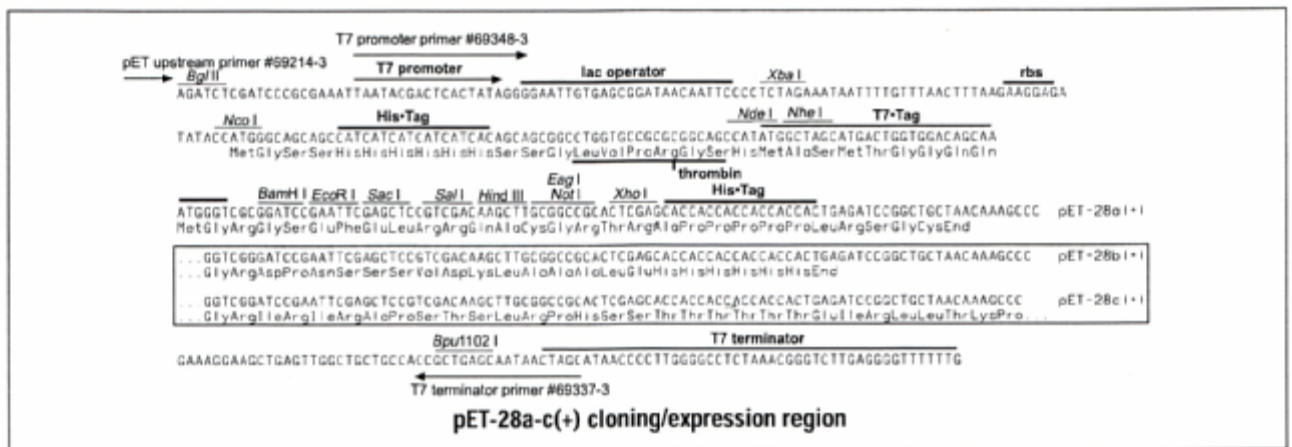 T7 promoter primer #69348-3
pET upstream primer #69214-3
Bgl II
T7 promoter
lac operator
Xba I
rbs
AGATCTCGATCCCGCGAAATTAATACGACTCACTATAGGGGAATTGTGAGCGGATAACAATTCCCCTCTAGAAATAATTTTGTTTAACTTTAAGAAGGAGA
Nco I
His•Tag
Nde I
Nhe I
T7•Tag
TATACCATGGGCAGCAGCCATCATCATCATCATCACAGCAGCGGCCTGGTGCCGCGCGGCAGCCATATGGCTAGCATGACTGGTGGACAGCAA
MetGlySerSerHisHisHisHisHisHisSerSerGlyLeuValProArgGlySerHisMetAlaSerMetThrGlyGlyGlnGln
thrombin
BamH I
EcoR I
Sac I
Sal I
Hind III
Eag I
Not I
Xho I
His•Tag
ATGGGTCGCGGATCCGAATTCGAGCTCCGTCGACAAGCTTGCGGCCGCACTCGAGCACCACCACCACCACCACTGAGATCCGGCTGCTAACAAAGCCC pET-28a(+)
MetGlyArgGlySerGluPheGluLeuArgArgGlnAlaCysGlyArgThrArgAlaProProProProProProLeuArgSerGlyCysEnd
...GGTCGGGATCCGAATTCGAGCTCCGTCGACAAGCTTGCGGCCGCACTCGAGCACCACCACCACCACCACTGAGATCCGGCTGCTAACAAAGCCC pET-28b(+)
...GlyArgAspProAsnSerSerSerValAspLysLeuAlaAlaAlaLeuGluHisHisHisHisHisHisEnd
...GGTCGGATCCGAATTCGAGCTCCGTCGACAAGCTTGCGGCCGCACTCGAGCACCACCACCACCACCACTGAGATCCGGCTGCTAACAAAGCCC pET-28c(+)
...GlyArgIleArgIleArgAlaProSerThrSerLeuArgProHisSerSerThrThrThrThrThrThrGluIleArgLeuLeuThrLysPro...
Bpu1102 I
T7 terminator
GAAAGGAAGCTGAGTTGGCTGCTGCCACCGCTGAGCAATAACTAGCATAACCCCTTGGGGCCTCTAAACGGGTCTTGAGGGGTTTTTTG
T7 terminator primer #69337-3
pET-28a-c(+) cloning/expression region